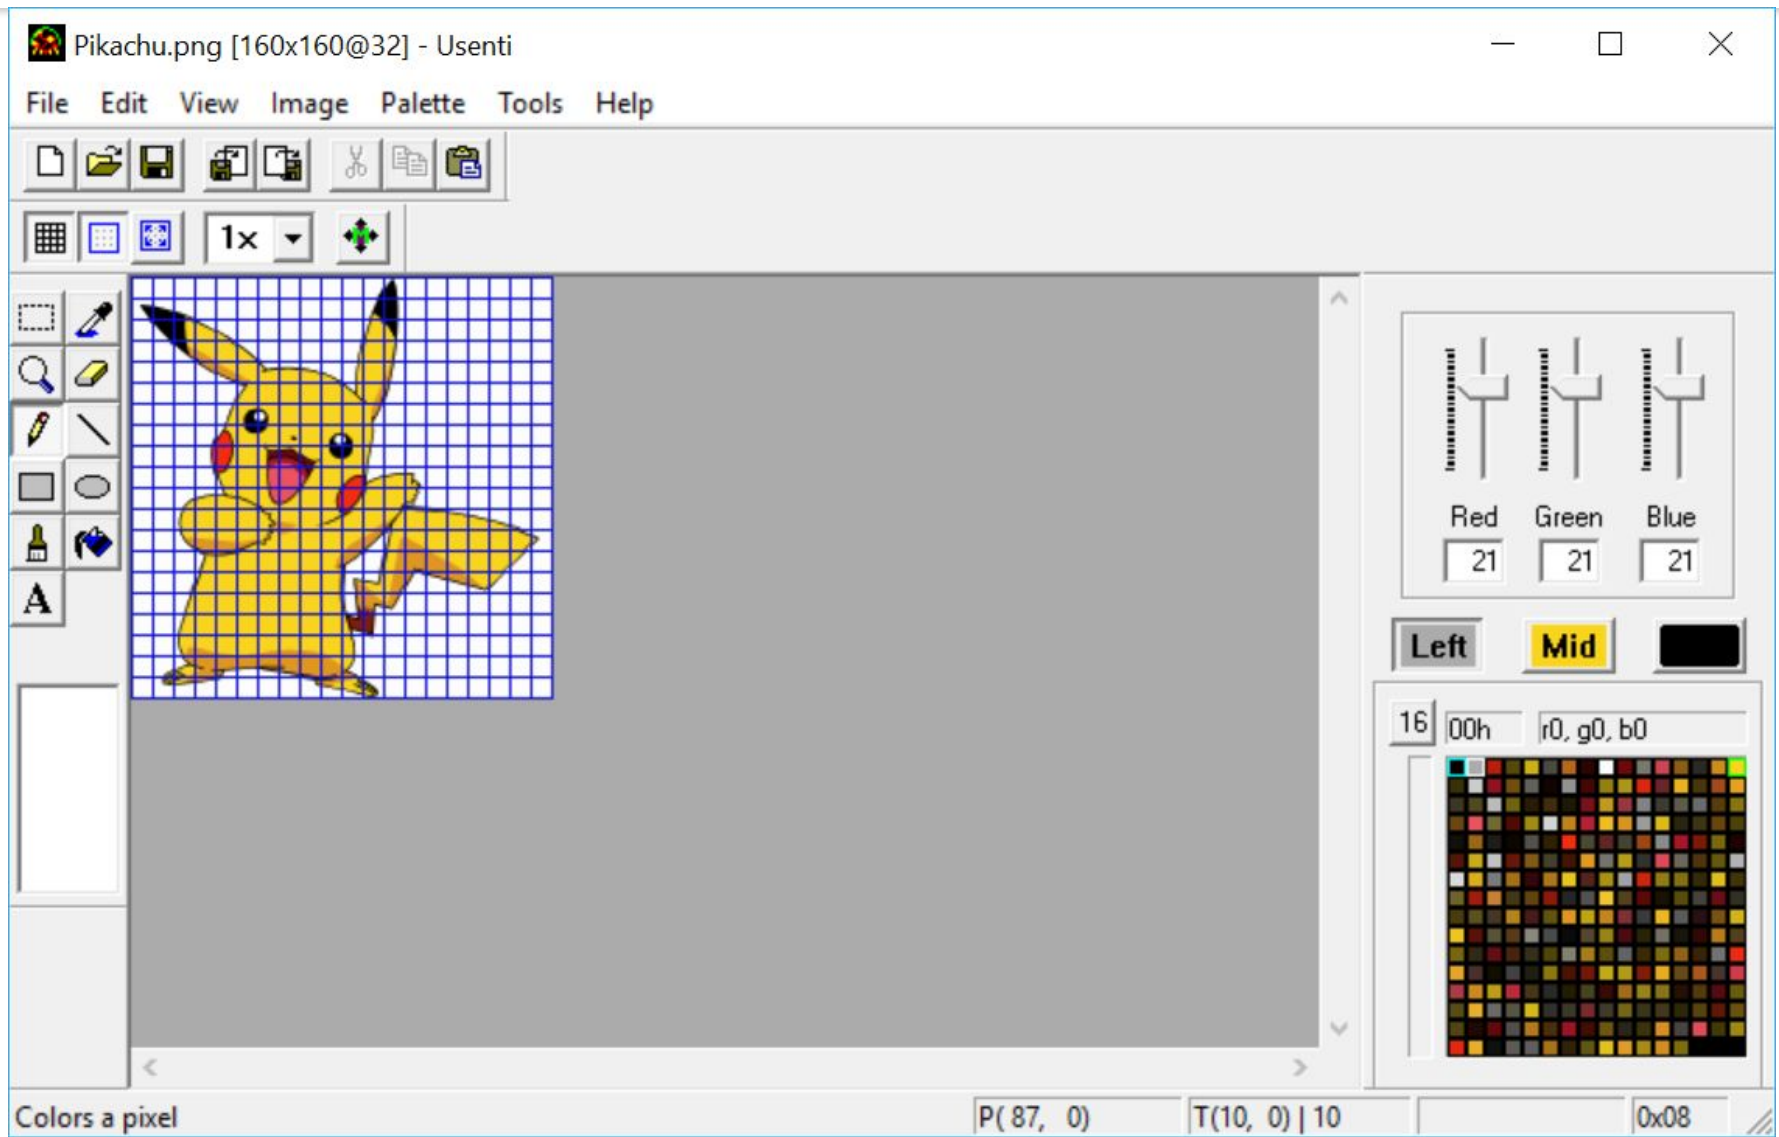 Pikachu.png [160x160@32] - Usenti
File Edit View Image Palette Tools Help
1x
A
Red Green Blue
21 21 21
Left Mid
16 00h r0, g0, b0
Colors a pixel P( 87, 0) T(10, 0) | 10 0x08